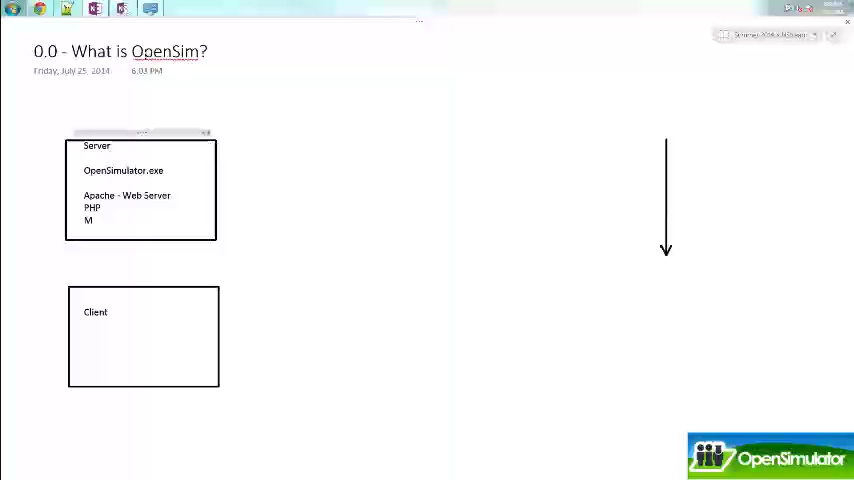 0.0 - What is OpenSim?
Friday, July 25, 2014 6:03 PM
Server
OpenSimulator.exe
Apache - Web Server
PHP
M
Client
OpenSimulator